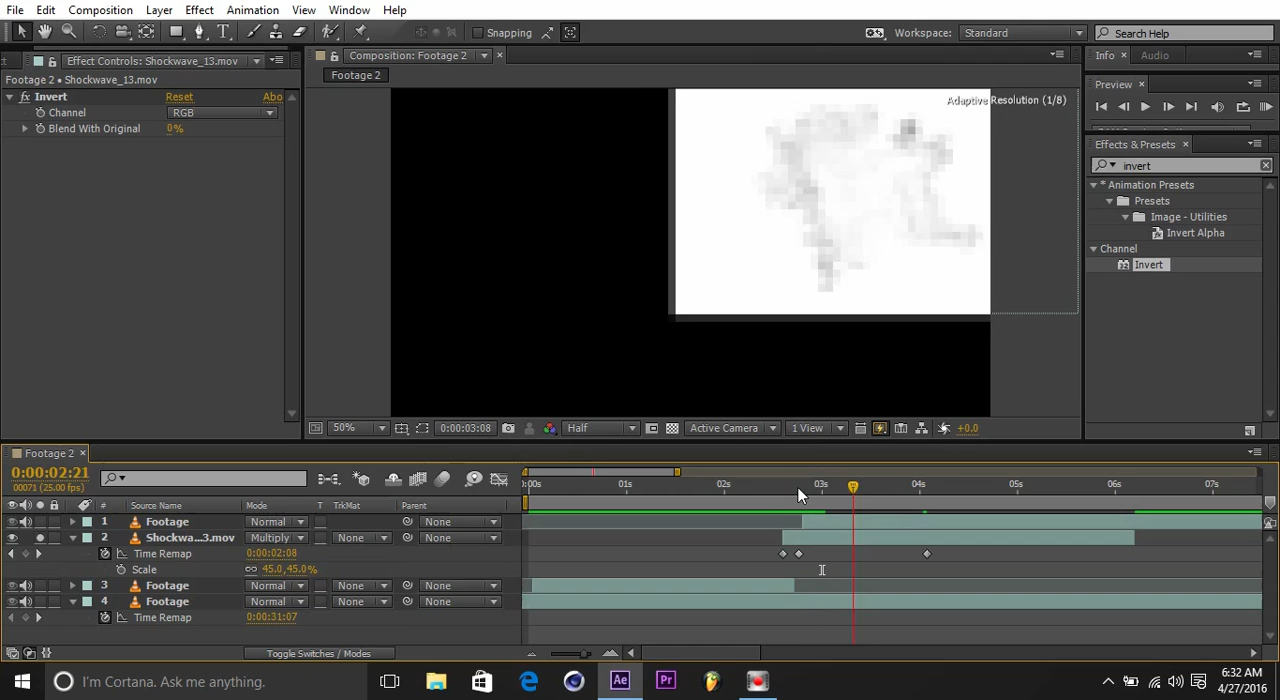 File Edit Composition Layer Effect Animation View Window Help
Snapping Workspace: Standard Search Help
Effect Controls: Shockwave_13.mov Composition: Footage 2 Info Audio
Footage 2 • Shockwave_13.mov Footage 2 Preview
fx Invert Reset Abo Adaptive Resolution (1/8)
Channel RGB
Blend With Original 0%
Effects & Presets
invert
* Animation Presets
Presets
Image - Utilities
Invert Alpha
Channel
Invert
50% 0:00:03:08 Half Active Camera 1 View +0.0
Footage 2
0:00:02:21
00071 (25.00 fps)
:00s 01s 02s 03s 04s 05s 06s 07s
# Source Name Mode T TrkMat Parent
1 Footage Normal None
2 Shockwa...3.mov Multiply None None
Time Remap 0:00:02:08
Scale 45.0,45.0%
3 Footage Normal None None
4 Footage Normal None None
Time Remap 0:00:31:07
Toggle Switches / Modes
I'm Cortana. Ask me anything. Ae Pr 6:32 AM
4/27/2016